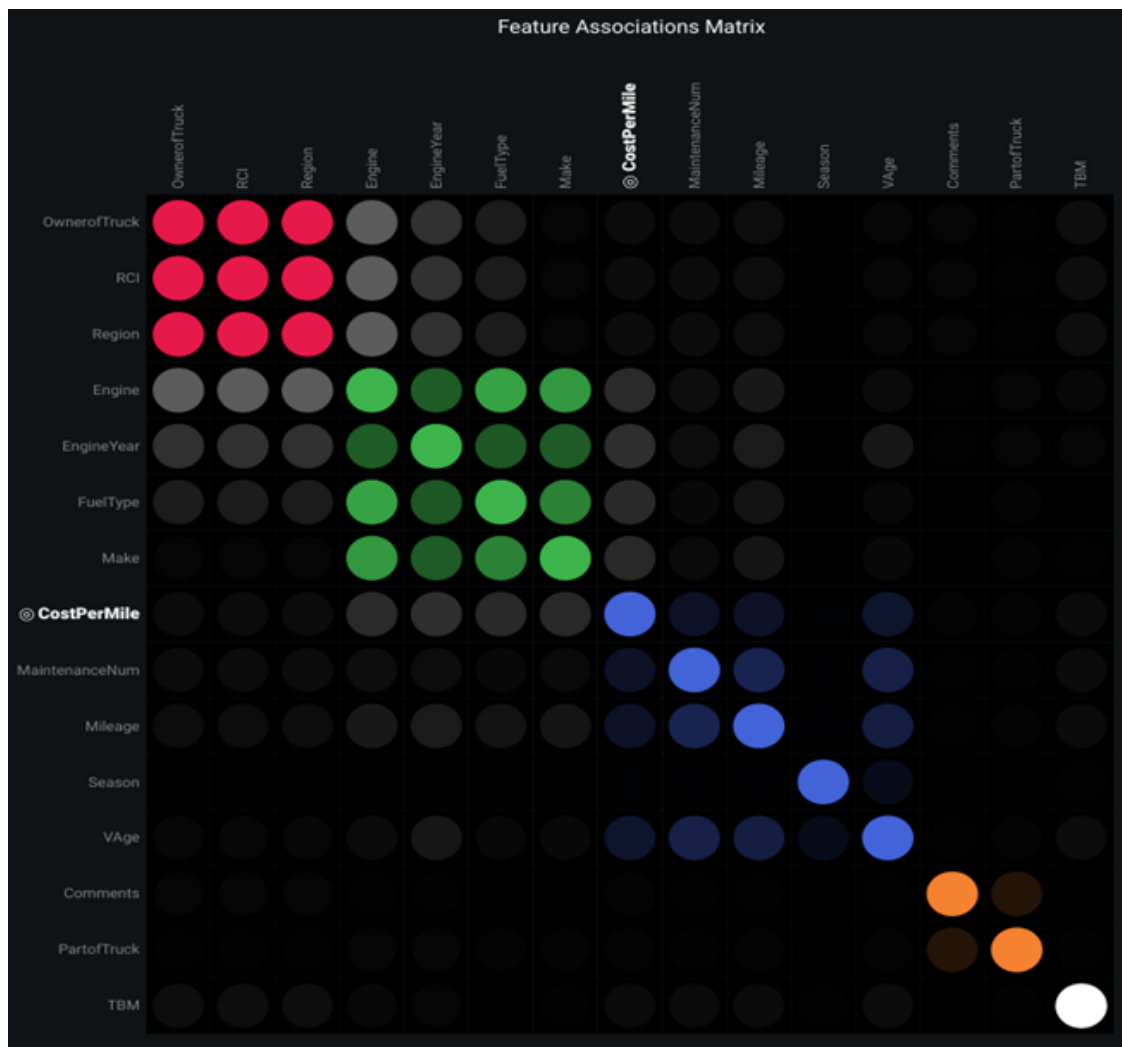 Feature Associations Matrix
OwnerofTruck
RCI
Region
Engine
EngineYear
FuelType
Make
◎ CostPerMile
MaintenanceNum
Mileage
Season
VAge
Comments
PartofTruck
TBM
OwnerofTruck
RCI
Region
Engine
EngineYear
FuelType
Make
◎ CostPerMile
MaintenanceNum
Mileage
Season
VAge
Comments
PartofTruck
TBM